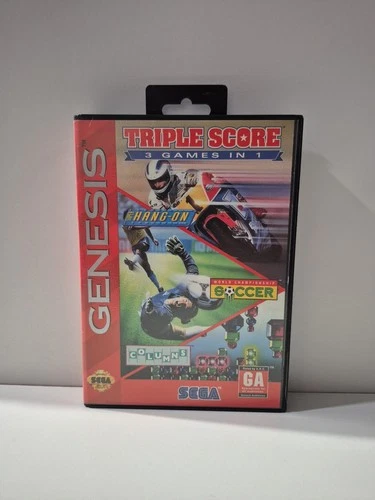 TRIPLE SCORE
3 GAMES IN 1
GENESIS
HANG-ON
WORLD CHAMPIONSHIP
SOCCER
COLUMNS
SEGA
SEGA
GA